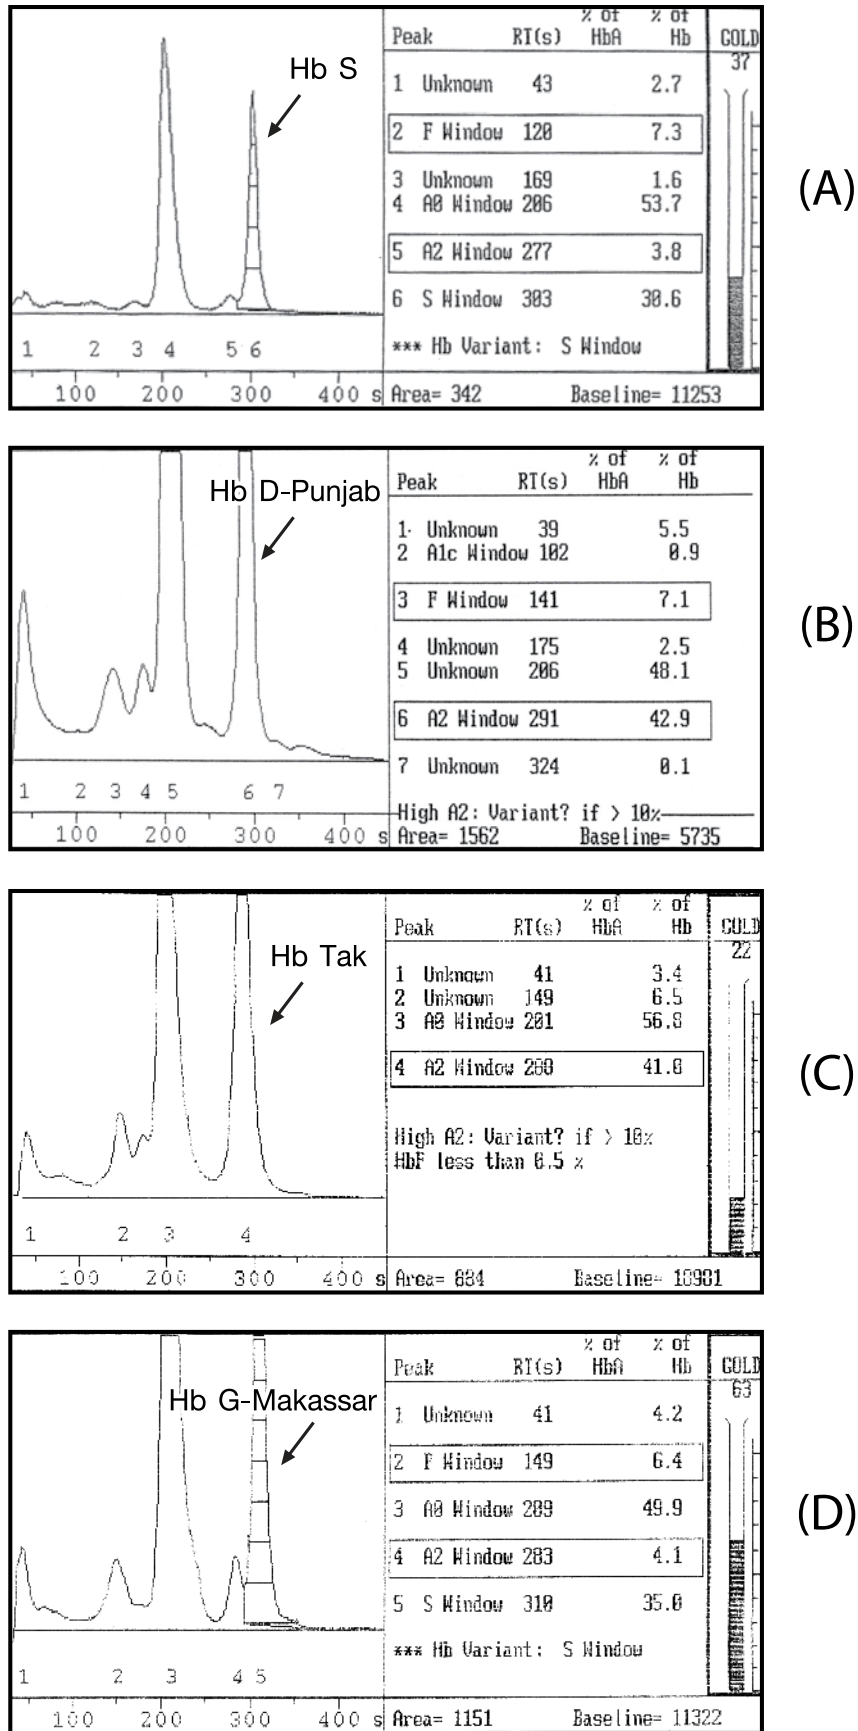 % of % of
Peak RT(s) HbA Hb GOLD
37
Hb S
1 Unknown 43 2.7
2 F Window 120 7.3
3 Unknown 169 1.6
4 A0 Window 206 53.7
5 A2 Window 277 3.8
6 S Window 303 30.6
*** Hb Variant: S Window
1 2 3 4 5 6
100 200 300 400 s
Area= 342 Baseline= 11253
(A)
% of % of
Peak RT(s) HbA Hb
Hb D-Punjab
1 Unknown 39 5.5
2 A1c Window 102 0.9
3 F Window 141 7.1
4 Unknown 175 2.5
5 Unknown 206 48.1
6 A2 Window 291 42.9
7 Unknown 324 0.1
High A2: Variant? if > 10%
1 2 3 4 5 6 7
100 200 300 400 s
Area= 1562 Baseline= 5735
(B)
% of % of
Peak RT(s) HbA Hb GOLD
22
Hb Tak
1 Unknown 41 3.4
2 Unknown 149 6.5
3 A0 Window 201 56.8
4 A2 Window 41.8
High A2: Variant? if > 10%
HbF less than 0.5 %
1 2 3 4
100 200 300 400 s
Area= 884 Baseline= 10901
(C)
% of % of
Peak RT(s) HbA Hb GOLD
63
Hb G-Makassar
1 Unknown 41 4.2
2 F Window 149 6.4
3 A0 Window 209 49.9
4 A2 Window 283 4.1
5 S Window 310 35.0
*** Hb Variant: S Window
1 2 3 4 5
100 200 300 400 s
Area= 1151 Baseline= 11322
(D)